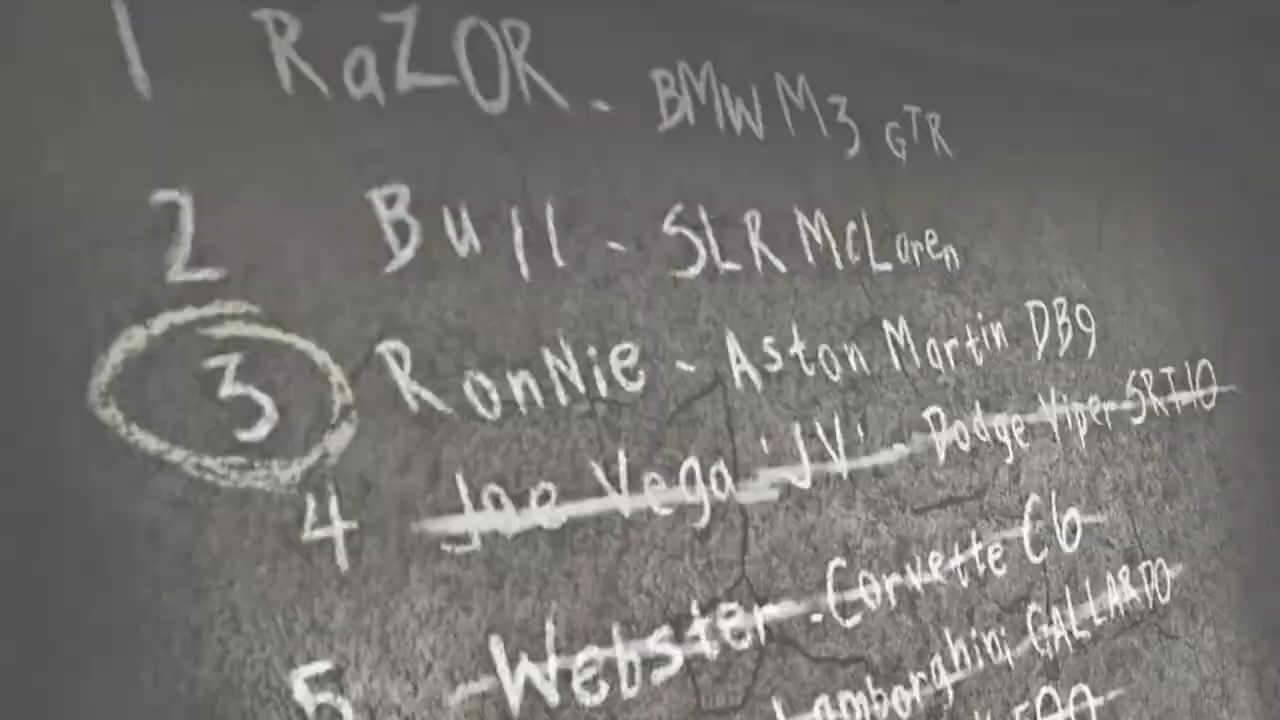 1 RaZOR - BMW M3 GTR
2 Bull - SLR McLaren
3 RonNie - Aston Martin DB9
4 Joe Vega 'JV' - Dodge Viper SRT10
5 Webster - Corvette C6
Lamborghini GALLARDO